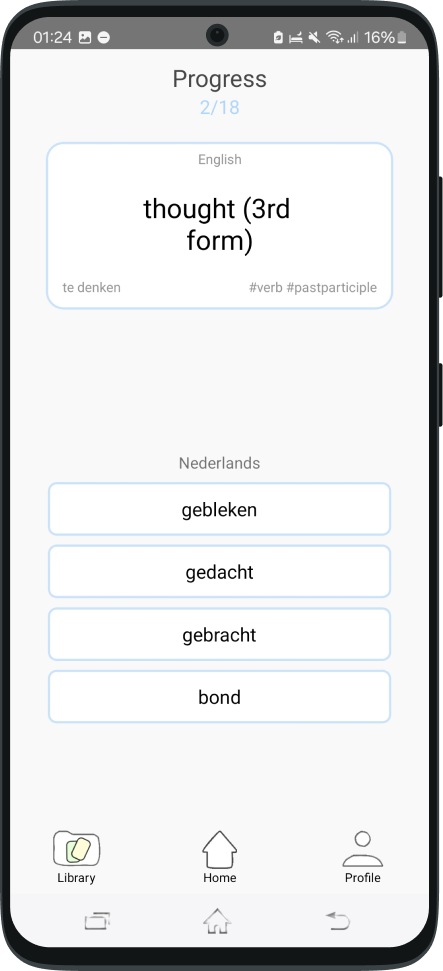 01:24 16%
Progress
2/18
English
thought (3rd
form)
te denken #verb #pastparticiple
Nederlands
gebleken
gedacht
gebracht
bond
Library Home Profile